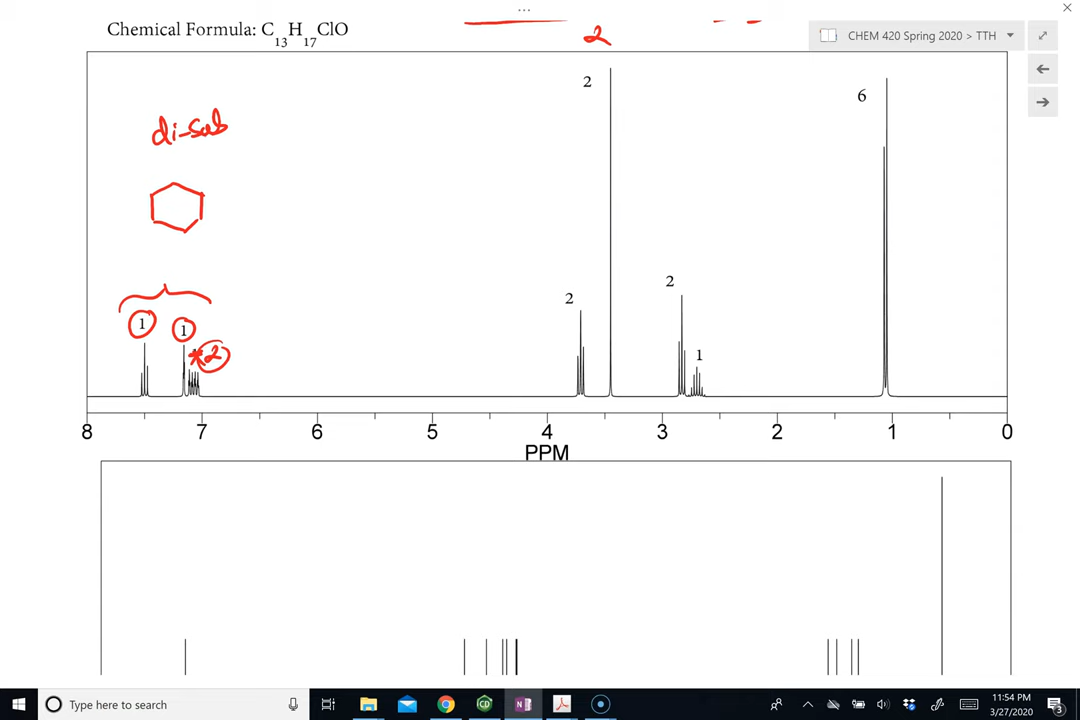 ...
Chemical Formula: C13H17ClO
2
CHEM 420 Spring 2020 > TTH
2
6
di-sub
2
2
1
1
1
*2
8 7 6 5 4 3 2 1 0
PPM
Type here to search
N
11:54 PM
3/27/2020
3